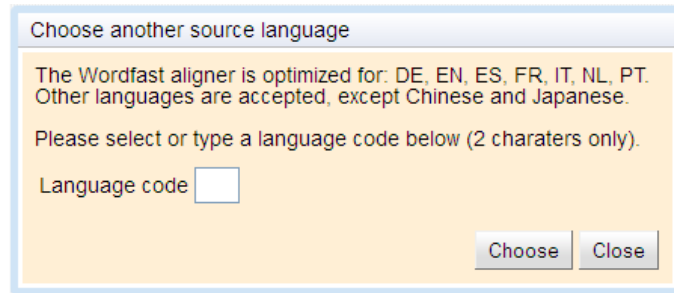 Choose another source language
The Wordfast aligner is optimized for: DE, EN, ES, FR, IT, NL, PT.
Other languages are accepted, except Chinese and Japanese.
Please select or type a language code below (2 charaters only).
Language code
Choose Close